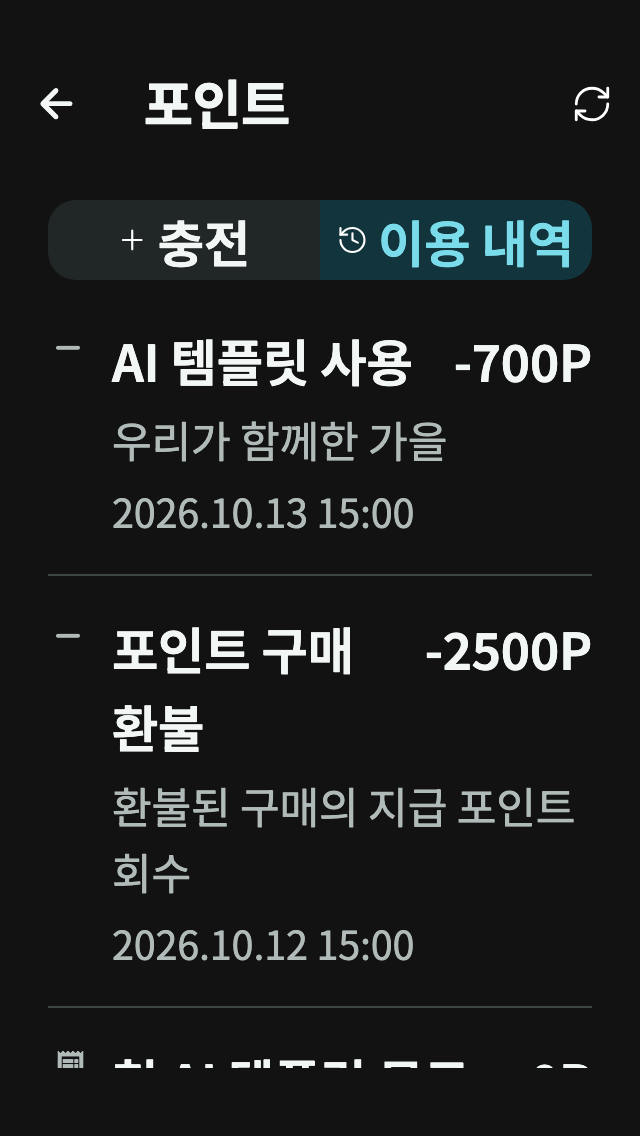 포인트
충전
이용 내역
AI 템플릿 사용 -700P
우리가 함께한 가을
2026.10.13 15:00
포인트 구매 -2500P
환불
환불된 구매의 지급 포인트
회수
2026.10.12 15:00